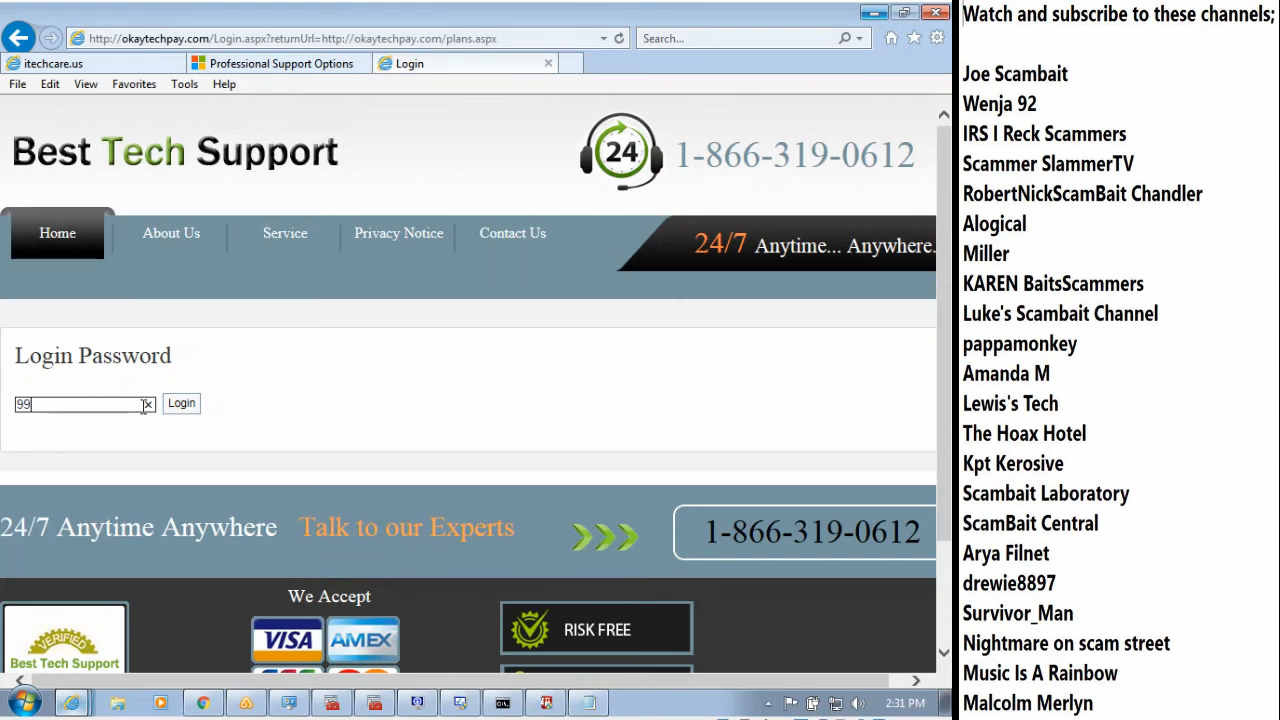 http://okaytechpay.com/Login.aspx?returnUrl=http://okaytechpay.com/plans.aspx
Search...
itechcare.us
Professional Support Options
Login
File Edit View Favorites Tools Help
Best Tech Support
24
1-866-319-0612
Home
About Us
Service
Privacy Notice
Contact Us
24/7 Anytime... Anywhere.
Login Password
99
Login
24/7 Anytime Anywhere Talk to our Experts
1-866-319-0612
We Accept
VERIFIED
Best Tech Support
VISA
AMEX
RISK FREE
2:31 PM
Watch and subscribe to these channels;
Joe Scambait
Wenja 92
IRS I Reck Scammers
Scammer SlammerTV
RobertNickScamBait Chandler
Alogical
Miller
KAREN BaitsScammers
Luke's Scambait Channel
pappamonkey
Amanda M
Lewis's Tech
The Hoax Hotel
Kpt Kerosive
Scambait Laboratory
ScamBait Central
Arya Filnet
drewie8897
Survivor_Man
Nightmare on scam street
Music Is A Rainbow
Malcolm Merlyn